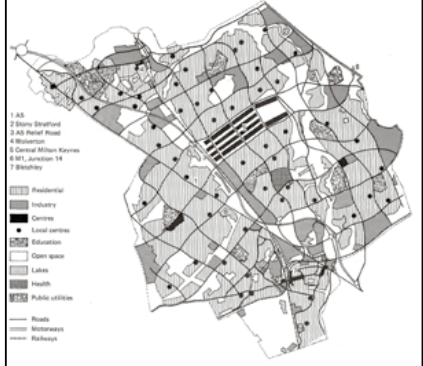 1 A5
2 Stony Stratford
3 A5 Relief Road
4 Wolverton
5 Central Milton Keynes
6 M1, Junction 14
7 Bletchley
Residential
Industry
Centres
Local centres
Education
Open space
Lakes
Health
Public utilities
Roads
Motorways
Railways